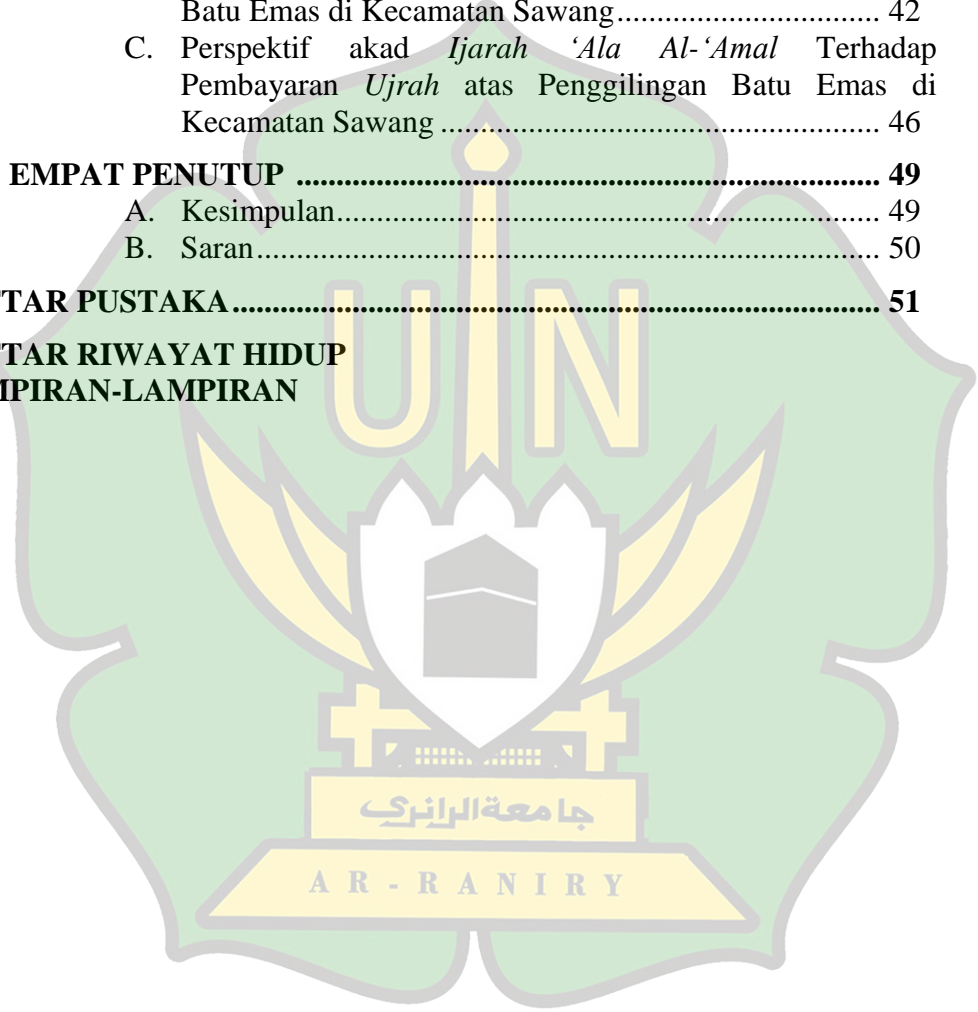 Batu Emas di Kecamatan Sawang................................. 42
C. Perspektif akad Ijarah ‘Ala Al-‘Amal Terhadap
Pembayaran Ujrah atas Penggilingan Batu Emas di
Kecamatan Sawang ....................................................... 46
EMPAT PENUTUP ......................................................................... 49
A. Kesimpulan.................................................................... 49
B. Saran.............................................................................. 50
TAR PUSTAKA................................................................................. 51
TAR RIWAYAT HIDUP
MPIRAN-LAMPIRAN
UIN
جامعة الرانري
AR-RANIRY